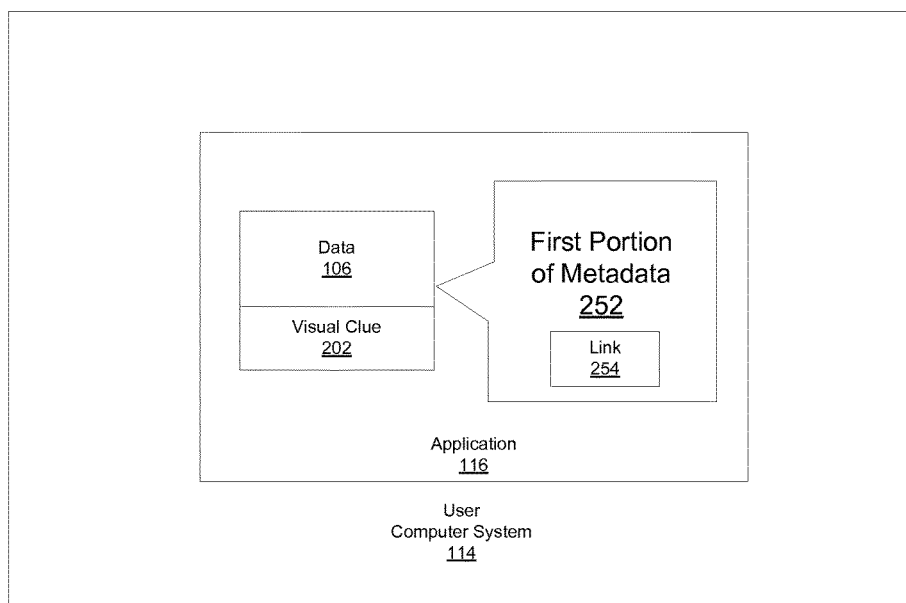 Data
106
Visual Clue
202
First Portion
of Metadata
252
Link
254
Application
116
User
Computer System
114